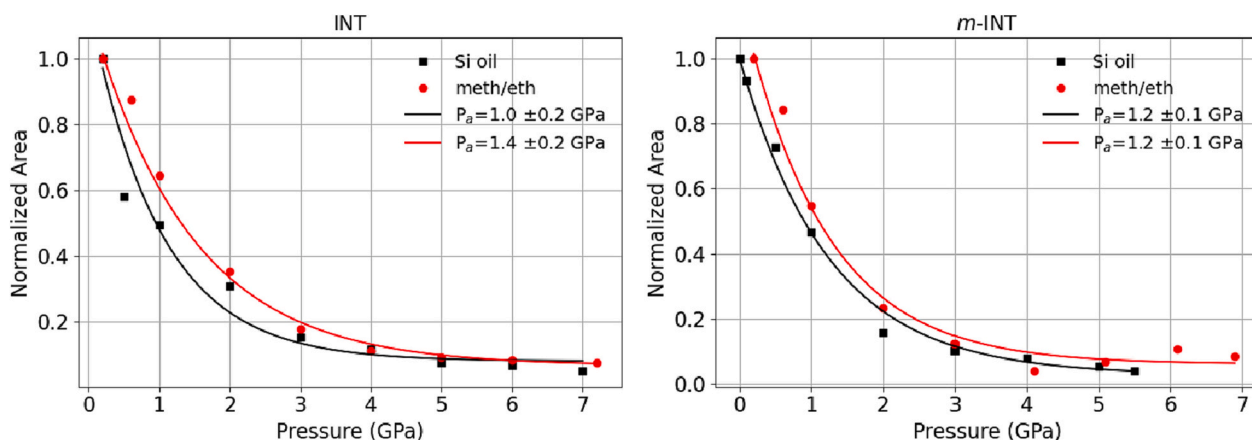 INT
Normalized Area
1.0
0.8
0.6
0.4
0.2
Si oil
meth/eth
Pₐ=1.0 ±0.2 GPa
Pₐ=1.4 ±0.2 GPa
0 1 2 3 4 5 6 7
Pressure (GPa)
m-INT
Normalized Area
1.0
0.8
0.6
0.4
0.2
0.0
Si oil
meth/eth
Pₐ=1.2 ±0.1 GPa
Pₐ=1.2 ±0.1 GPa
0 1 2 3 4 5 6 7
Pressure (GPa)